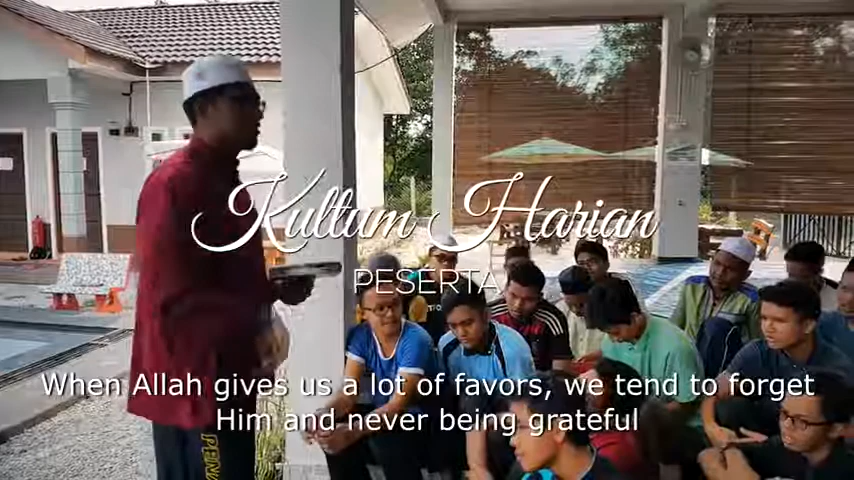 Kultum Harian
PESERTA
When Allah gives us a lot of favors, we tend to forget
Him and never being grateful.